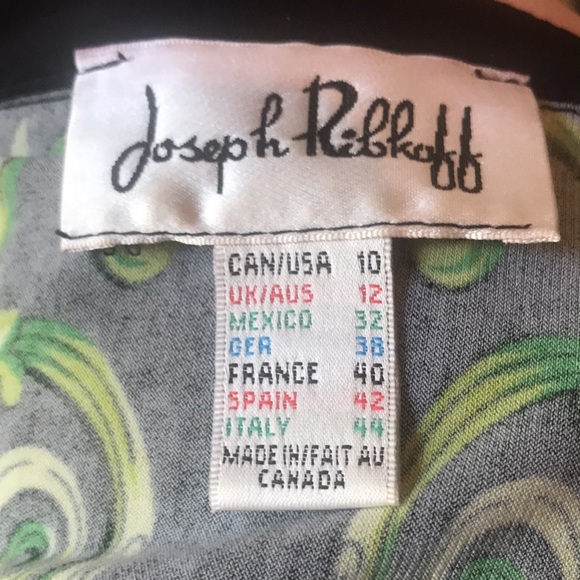 Joseph Ribkoff
CAN/USA 10
UK/AUS 12
MEXICO 32
GER 38
FRANCE 40
SPAIN 42
ITALY 44
MADE IN/FAIT AU
CANADA